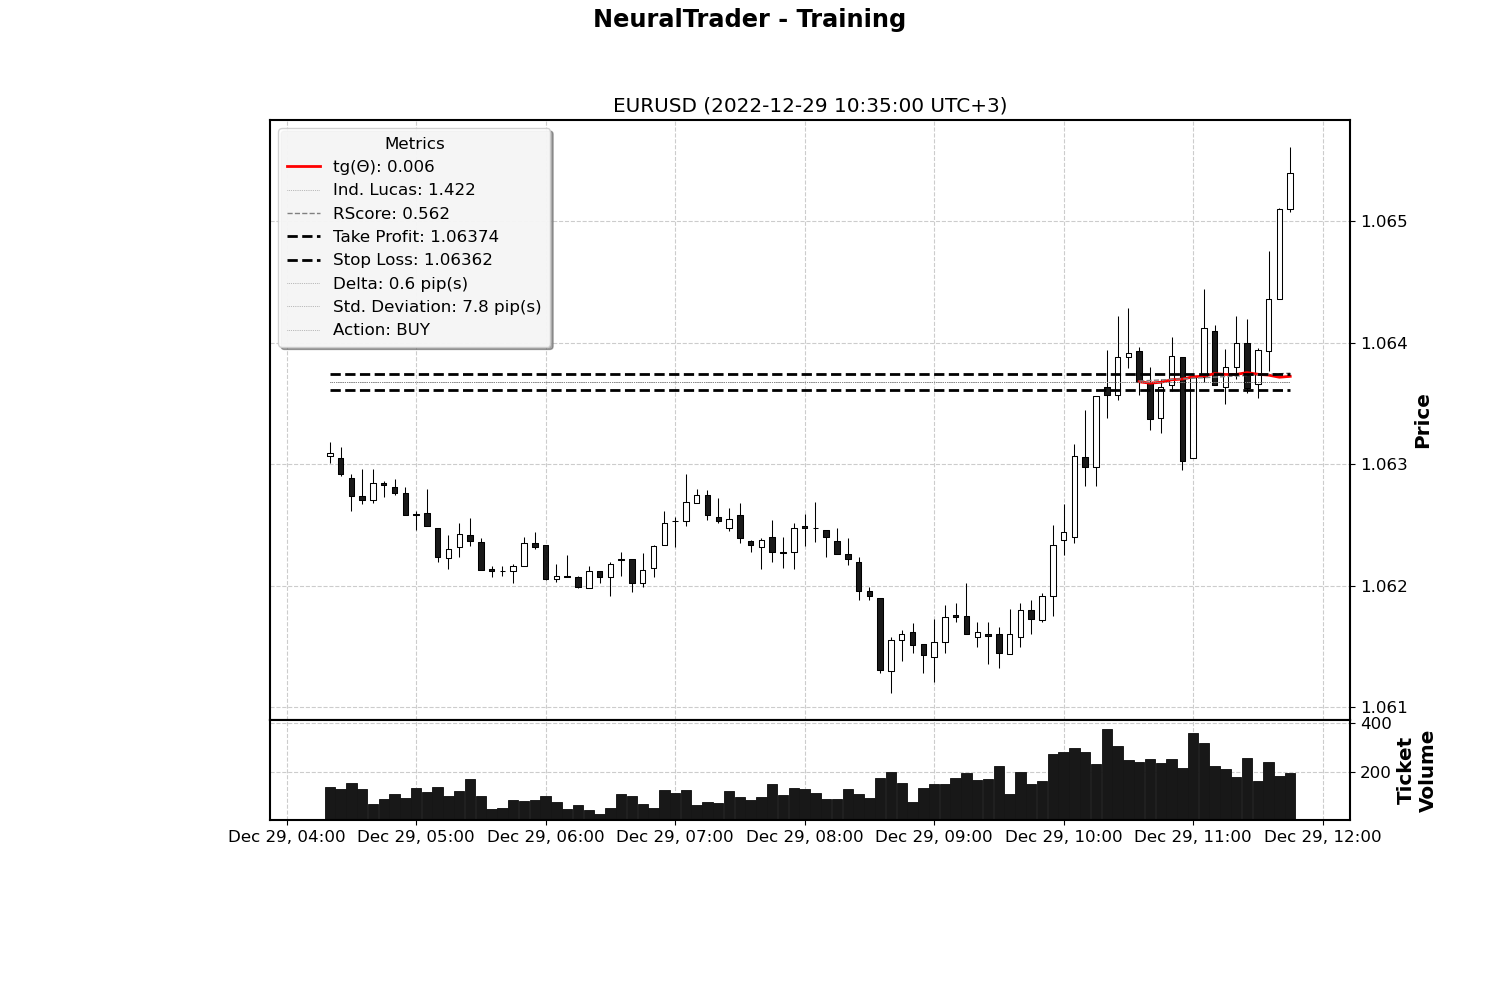 NeuralTrader - Training
EURUSD (2022-12-29 10:35:00 UTC+3)
Metrics
tg(Θ): 0.006
Ind. Lucas: 1.422
RScore: 0.562
Take Profit: 1.06374
Stop Loss: 1.06362
Delta: 0.6 pip(s)
Std. Deviation: 7.8 pip(s)
Action: BUY
1.065
1.064
1.063
1.062
1.061
Price
400
200
Ticket
Volume
Dec 29, 04:00 Dec 29, 05:00 Dec 29, 06:00 Dec 29, 07:00 Dec 29, 08:00 Dec 29, 09:00 Dec 29, 10:00 Dec 29, 11:00 Dec 29, 12:00